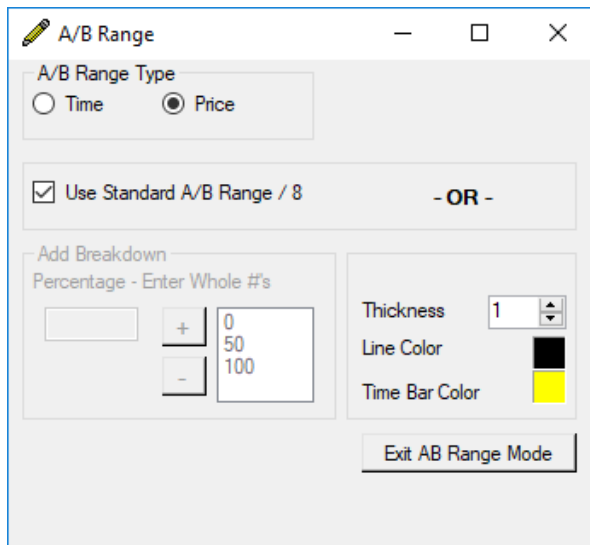 A/B Range
A/B Range Type
Time
Price
Use Standard A/B Range / 8
- OR -
Add Breakdown
Percentage - Enter Whole #'s
+
-
0
50
100
Thickness
1
Line Color
Time Bar Color
Exit AB Range Mode